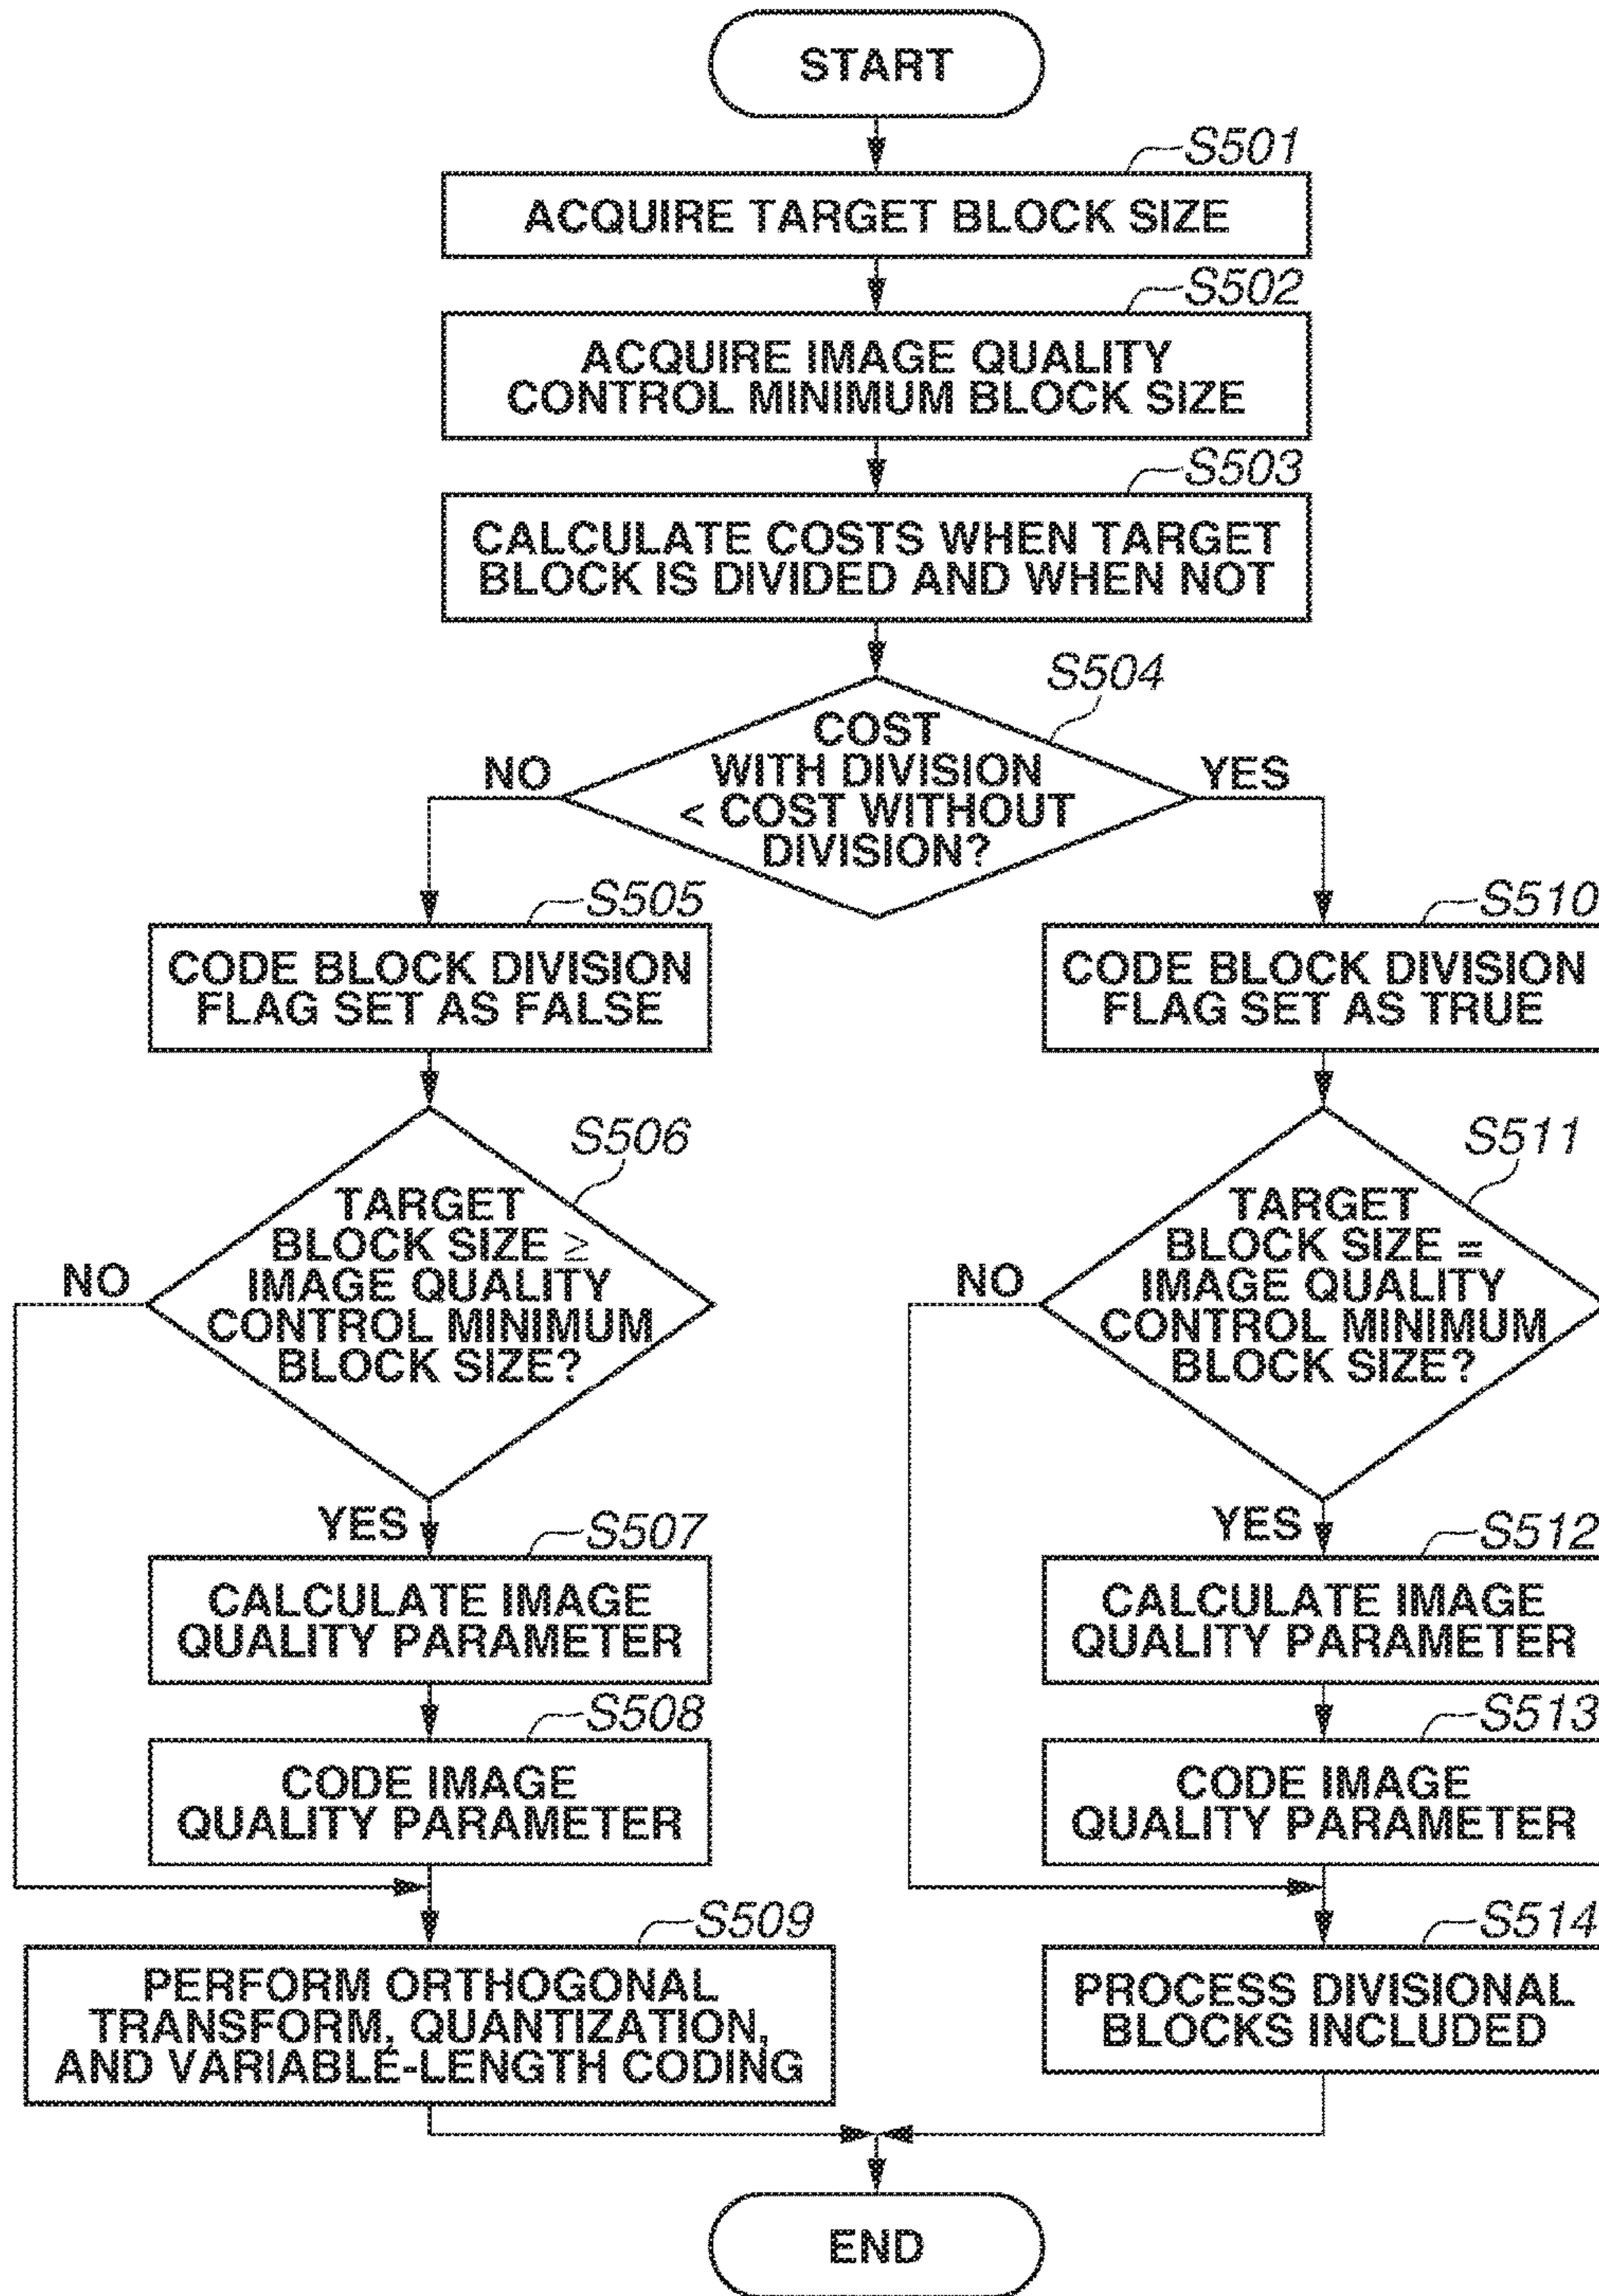 START
S501
ACQUIRE TARGET BLOCK SIZE
S502
ACQUIRE IMAGE QUALITY
CONTROL MINIMUM BLOCK SIZE
S503
CALCULATE COSTS WHEN TARGET
BLOCK IS DIVIDED AND WHEN NOT
S504
COST
WITH DIVISION
< COST WITHOUT
DIVISION?
NO
YES
S505
CODE BLOCK DIVISION
FLAG SET AS FALSE
S506
TARGET
BLOCK SIZE ≥
IMAGE QUALITY
CONTROL MINIMUM
BLOCK SIZE?
NO
YES
S507
CALCULATE IMAGE
QUALITY PARAMETER
S508
CODE IMAGE
QUALITY PARAMETER
S509
PERFORM ORTHOGONAL
TRANSFORM, QUANTIZATION,
AND VARIABLE-LENGTH CODING
S510
CODE BLOCK DIVISION
FLAG SET AS TRUE
S511
TARGET
BLOCK SIZE =
IMAGE QUALITY
CONTROL MINIMUM
BLOCK SIZE?
NO
YES
S512
CALCULATE IMAGE
QUALITY PARAMETER
S513
CODE IMAGE
QUALITY PARAMETER
S514
PROCESS DIVISIONAL
BLOCKS INCLUDED
END